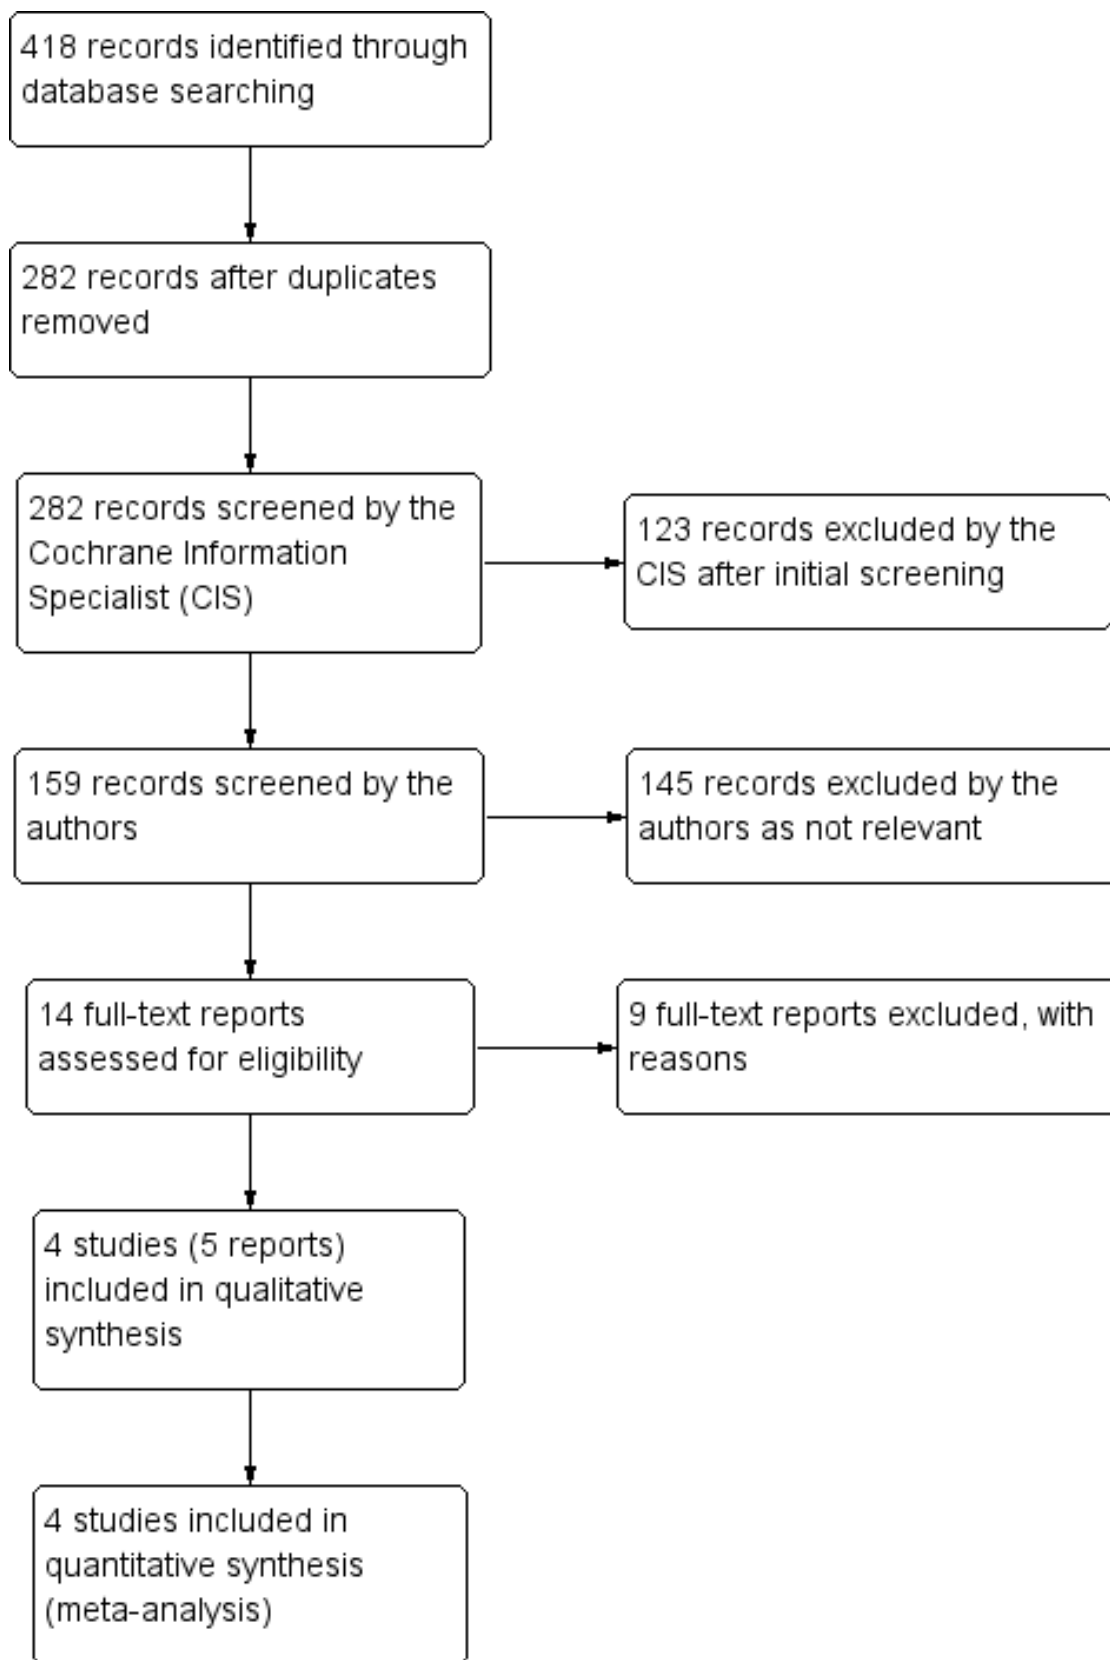 418 records identified through
database searching
282 records after duplicates
removed
282 records screened by the
Cochrane Information
Specialist (CIS)
123 records excluded by the
CIS after initial screening
159 records screened by the
authors
145 records excluded by the
authors as not relevant
14 full-text reports
assessed for eligibility
9 full-text reports excluded, with
reasons
4 studies (5 reports)
included in qualitative
synthesis
4 studies included in
quantitative synthesis
(meta-analysis)